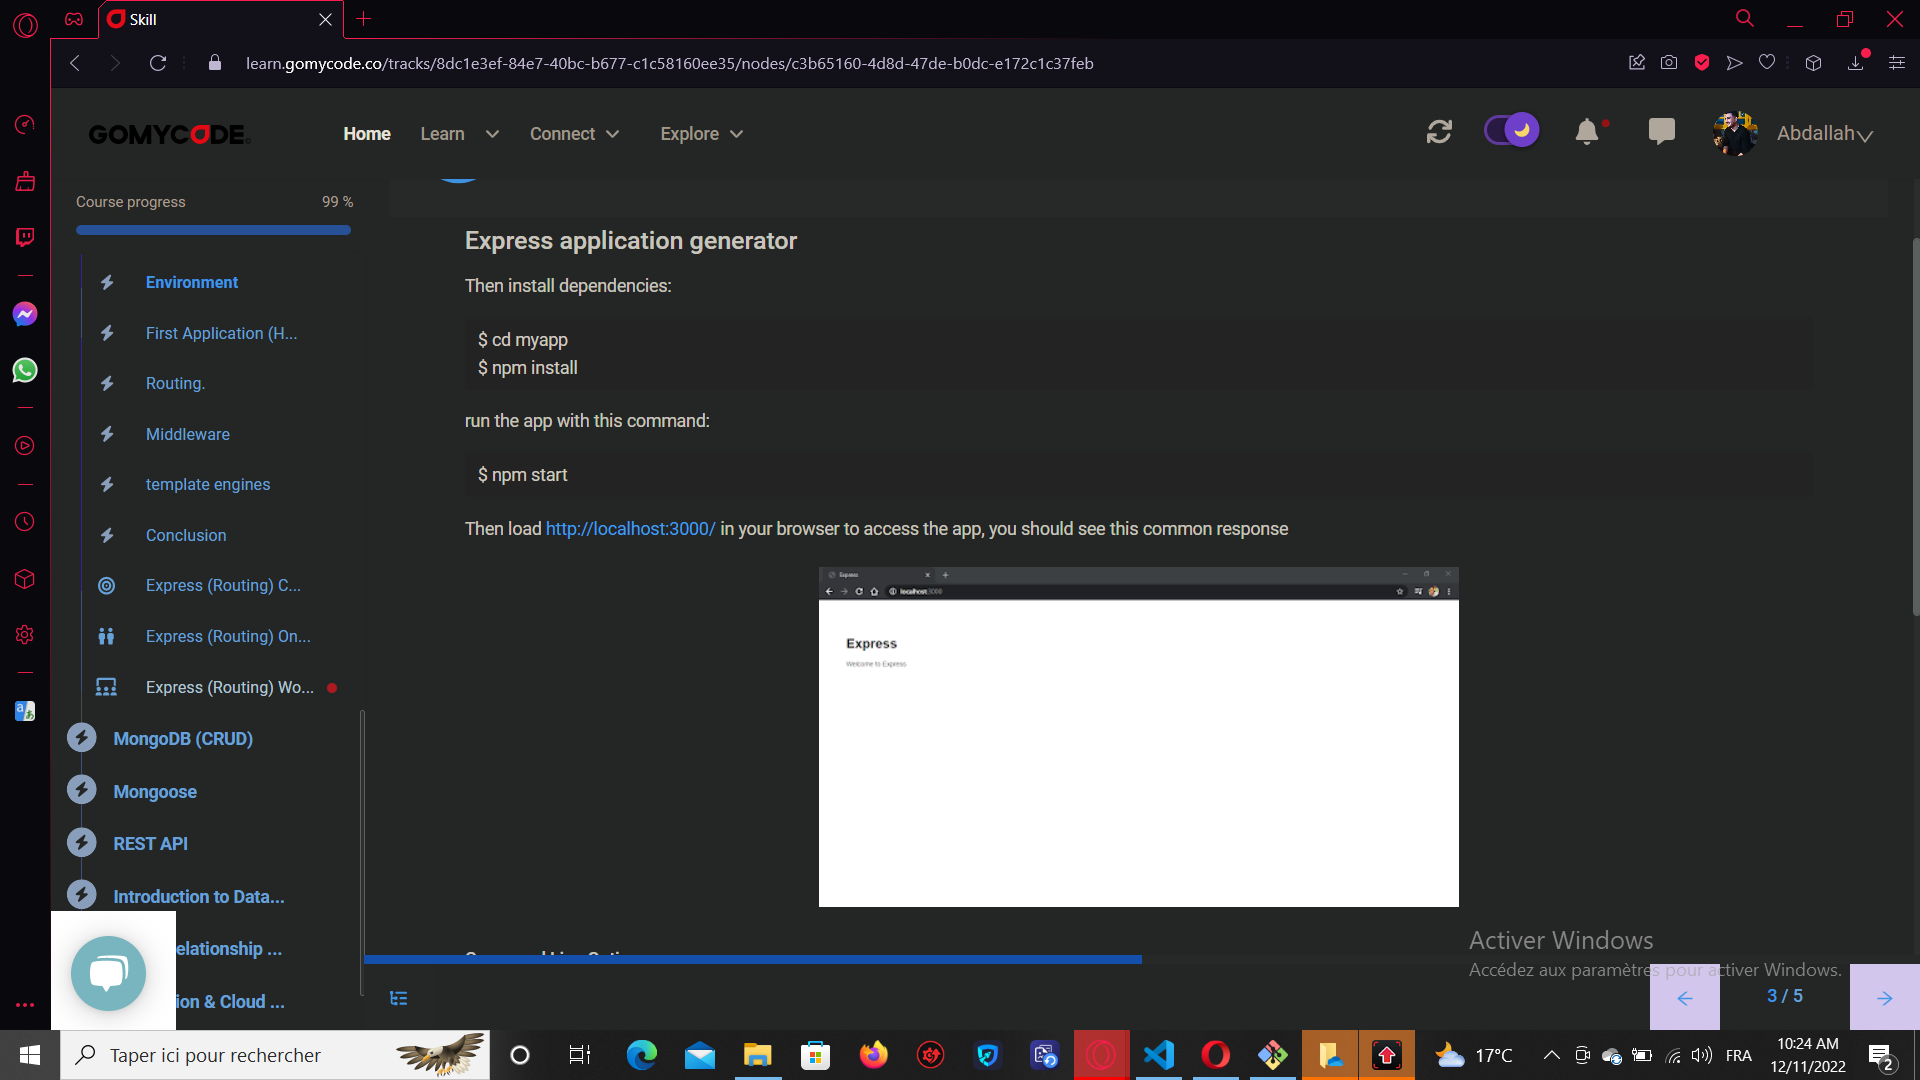 Skill
learn.gomycode.co/tracks/8dc1e3ef-84e7-40bc-b677-c1c58160ee35/nodes/c3b65160-4d8d-47de-b0dc-e172c1c37feb
GOMYCODE
Home
Learn
Connect
Explore
Abdallah
Course progress
99 %
Environment
First Application (H...
Routing.
Middleware
template engines
Conclusion
Express (Routing) C...
Express (Routing) On...
Express (Routing) Wo...
MongoDB (CRUD)
Mongoose
REST API
Introduction to Data...
elationship ...
ion & Cloud ...
Express application generator
Then install dependencies:
$ cd myapp
$ npm install
run the app with this command:
$ npm start
Then load http://localhost:3000/ in your browser to access the app, you should see this common response
Express
localhost:3000
Express
Welcome to Express
Activer Windows
Accédez aux paramètres pour activer Windows.
3 / 5
Taper ici pour rechercher
17°C
FRA
10:24 AM
12/11/2022
2